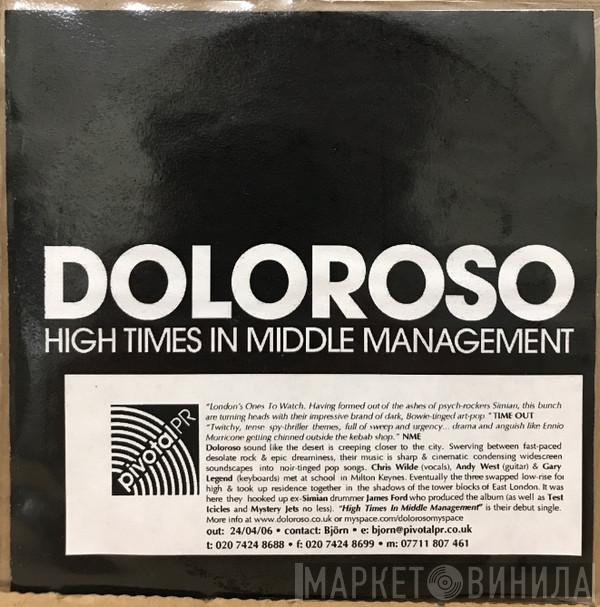 DOLOROSO
HIGH TIMES IN MIDDLE MANAGEMENT
pivotalPR
"London's Ones To Watch. Having formed out of the ashes of psych-rockers Simian, this bunch
are turning heads with their impressive brand of dark, Bowie-tinged art-pop." TIME OUT
"Twitchy, tense spy-thriller themes, full of sweep and urgency... drama and anguish like Ennio
Morricone getting chinned outside the kebab shop." NME
Doloroso sound like the desert is creeping closer to the city. Swerving between fast-paced
desolate rock & epic dreaminess, their music is sharp & cinematic condensing widescreen
soundscapes into noir-tinged pop songs. Chris Wilde (vocals), Andy West (guitar) & Gary
Legend (keyboards) met at school in Milton Keynes. Eventually the three swapped low-rise for
high & took up residence together in the shadows of the tower blocks of East London. It was
here they hooked up ex-Simian drummer James Ford who produced the album (as well as Test
Icicles and Mystery Jets no less). "High Times In Middle Management" is their debut single.
More info at www.doloroso.co.uk or myspace.com/dolorosomyspace
out: 24/04/06 • contact: Björn • e: bjorn@pivotalpr.co.uk
t: 020 7424 8688 • f: 020 7424 8699 • m: 07711 807 461
МАРКЕТ ВИНИЛА